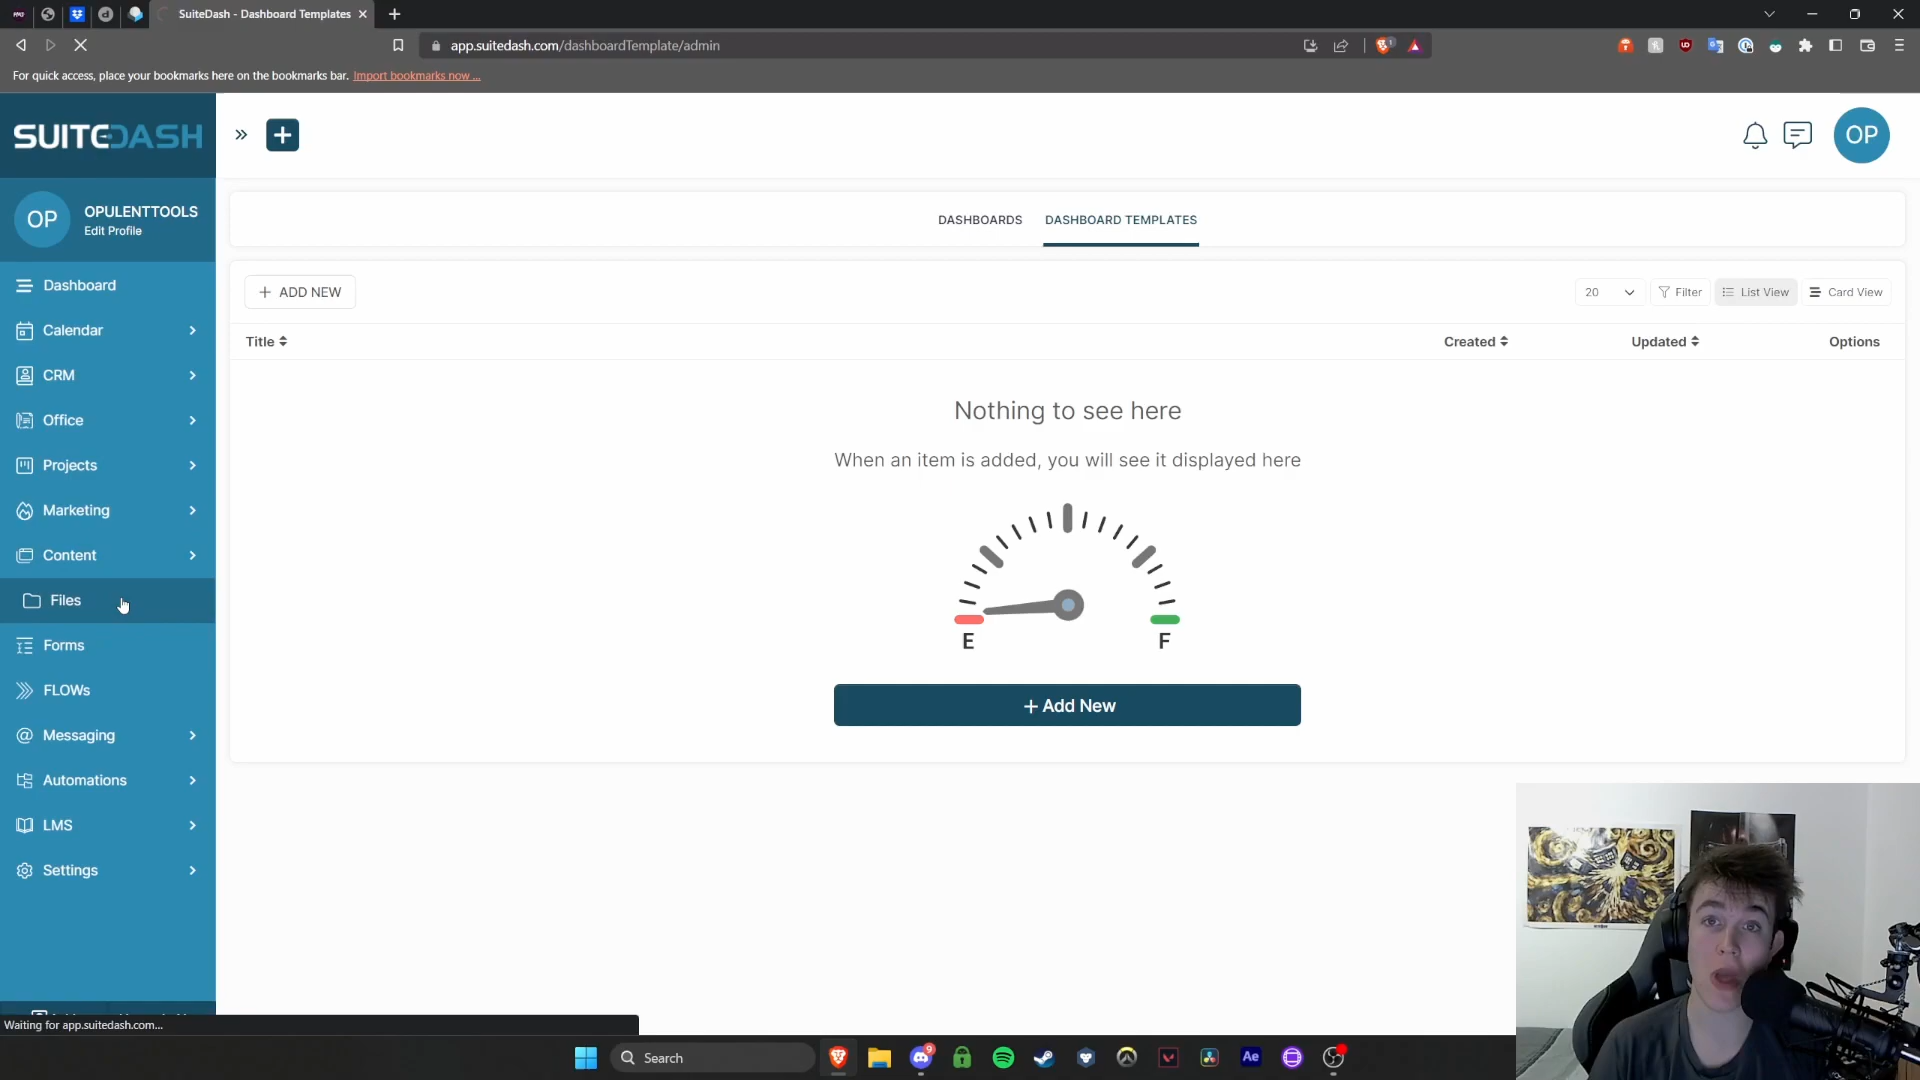 SuiteDash - Dashboard Templates
app.suitedash.com/dashboardTemplate/admin
For quick access, place your bookmarks here on the bookmarks bar. Import bookmarks now ...
SUITEDASH
OP
OP
OPULENTTOOLS
Edit Profile
DASHBOARDS
DASHBOARD TEMPLATES
Dashboard
Calendar
CRM
Office
Projects
Marketing
Content
Files
Forms
FLOWs
Messaging
Automations
LMS
Settings
+ ADD NEW
20
Filter
List View
Card View
Title
Created
Updated
Options
Nothing to see here
When an item is added, you will see it displayed here
E
F
+ Add New
Waiting for app.suitedash.com...
Search
9
Ae